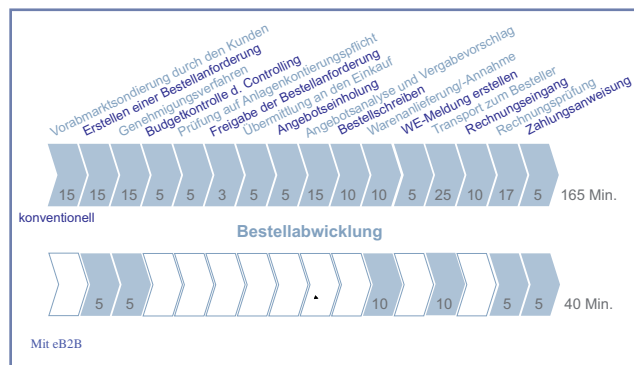 Vorabmarktsondierung durch den Kunden
Erstellen einer Bestellanforderung
Genehmigungsverfahren
Budgetkontrolle d. Controlling
Prüfung auf Anlagenkontierungspflicht
Freigabe der Bestellanforderung
Übermittlung an den Einkauf
Angebotseinholung
Angebotsanalyse und Vergabevorschlag
Bestellschreiben
Warenanlieferung/-Annahme
WE-Meldung erstellen
Transport zum Besteller
Rechnungseingang
Rechnungsprüfung
Zahlungsanweisung
15 15 15 5 5 3 5 5 15 10 10 5 25 10 17 5 165 Min.
konventionell
Bestellabwicklung
5 5 10 10 5 5 40 Min.
Mit eB2B